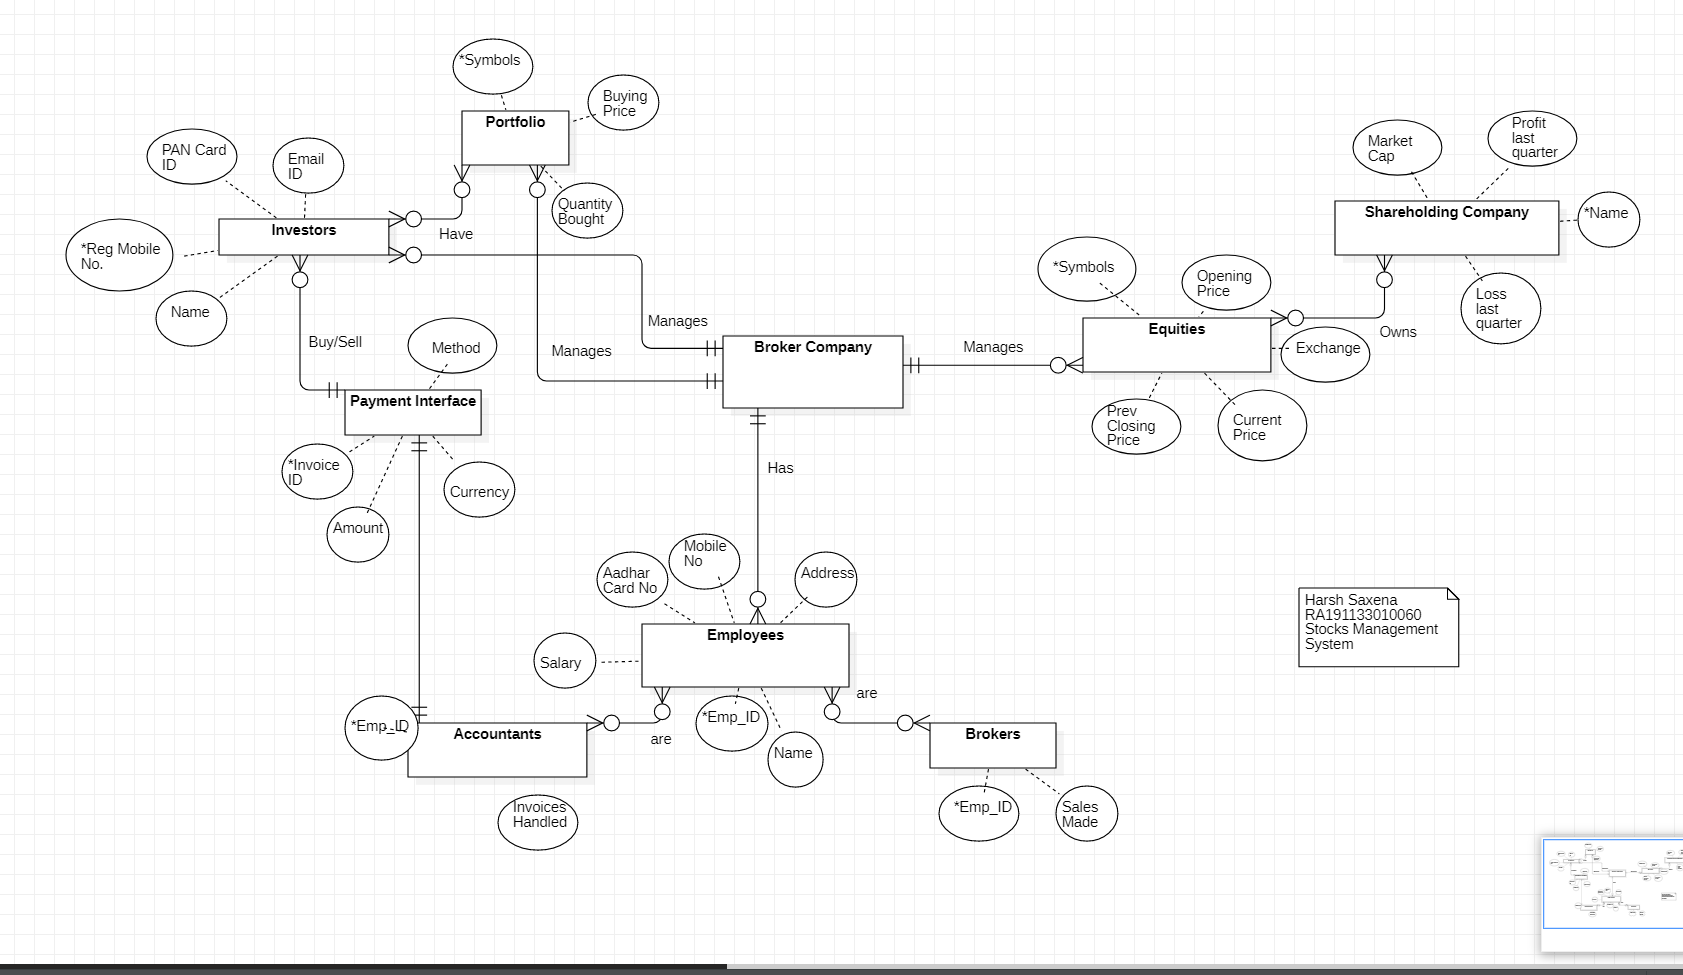 *Symbols
Buying
Price
Portfolio
PAN Card
ID
Email
ID
Quantity
Bought
Investors
Have
*Reg Mobile
No.
Name
Buy/Sell
Method
Manages
Manages
Payment Interface
*Invoice
ID
Amount
Currency
Broker Company
Manages
Has
Market
Cap
Profit
last
quarter
Shareholding Company
*Name
Loss
last
quarter
Owns
*Symbols
Opening
Price
Equities
Exchange
Prev
Closing
Price
Current
Price
Aadhar
Card No
Mobile
No
Address
Employees
Salary
*Emp_ID
Name
are
are
*Emp_ID
Accountants
Invoices
Handled
Brokers
*Emp_ID
Sales
Made
Harsh Saxena
RA191133010060
Stocks Management
System